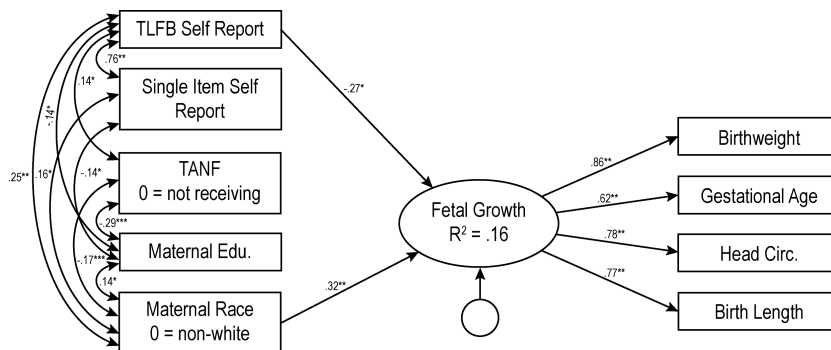 TLFB Self Report
.76**
Single Item Self
Report
.14*
-.14*
-.27*
TANF
0 = not receiving
.25**
.16*
-.14*
-.29***
Maternal Edu.
-.17***
.14*
Maternal Race
0 = non-white
.32**
Fetal Growth
R² = .16
.86**
Birthweight
.62**
Gestational Age
.78**
Head Circ.
.77**
Birth Length